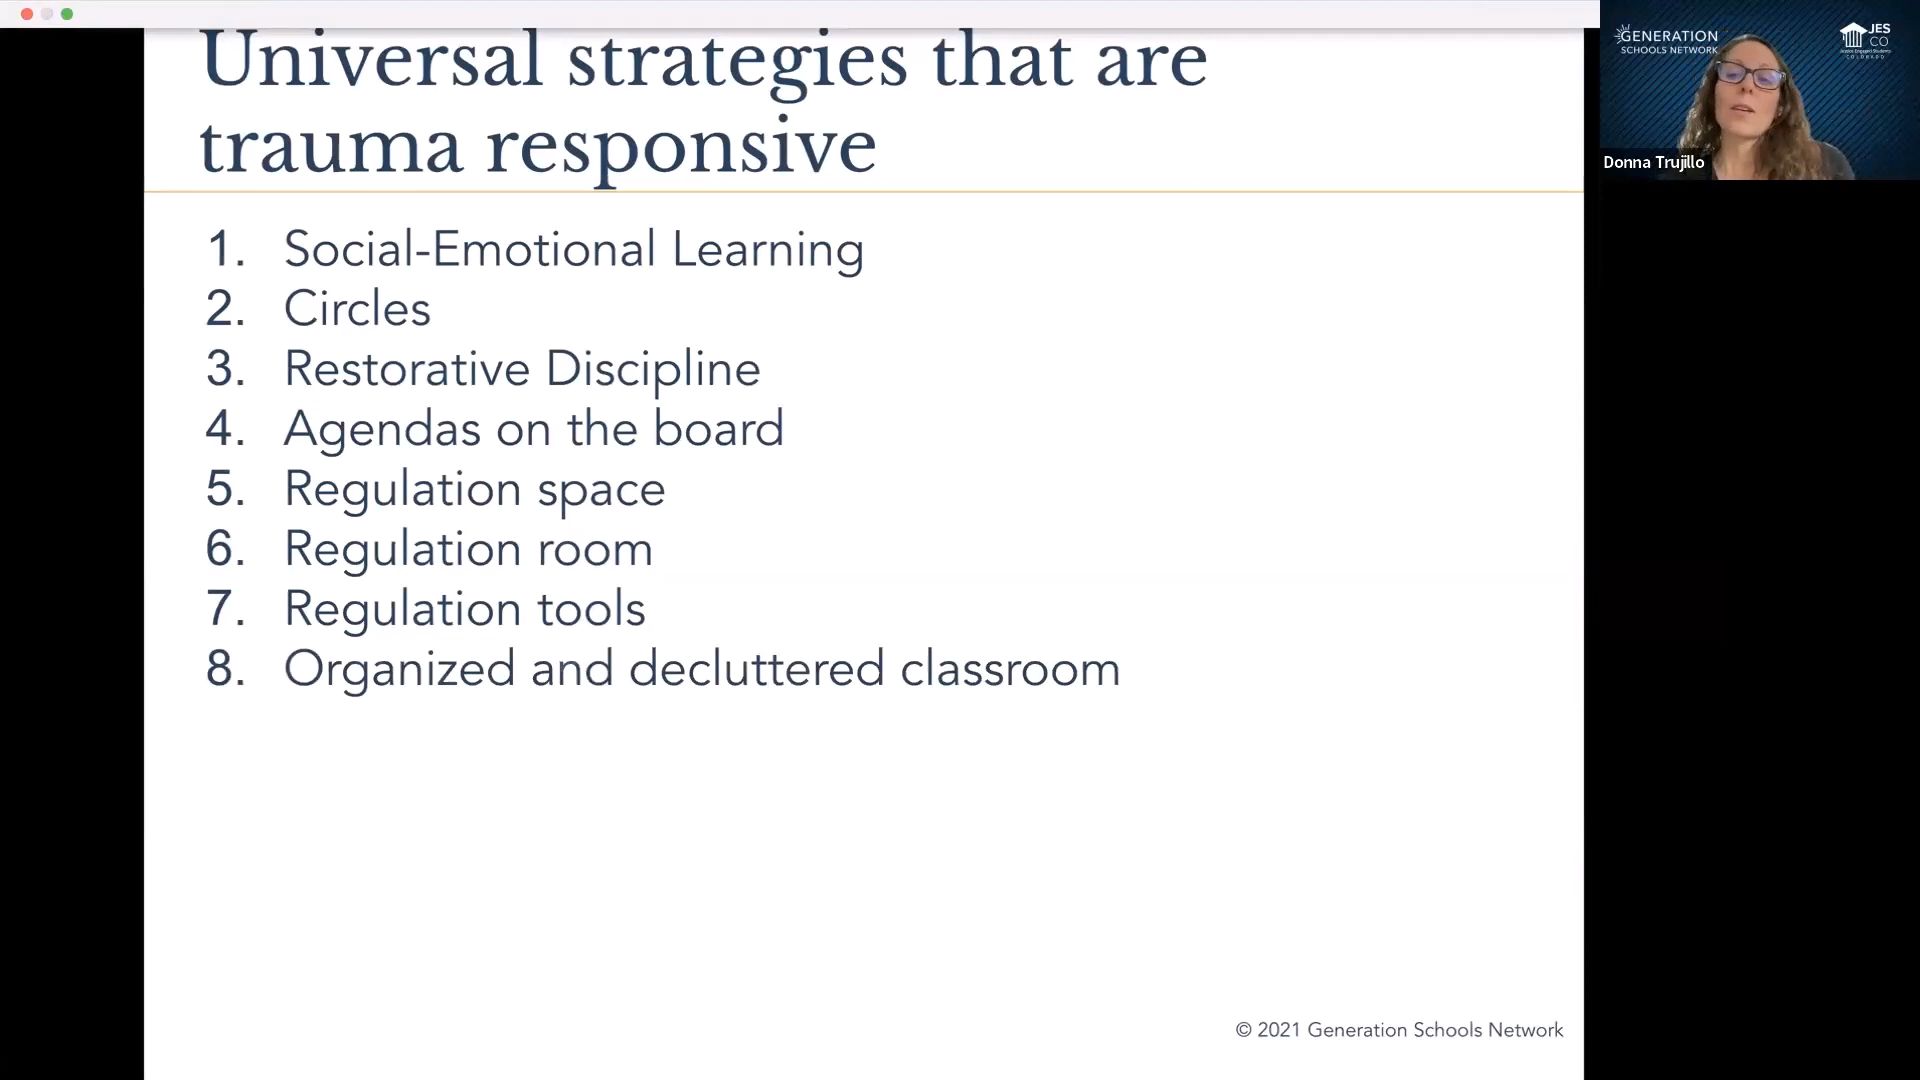 Universal strategies that are
trauma responsive
1. Social-Emotional Learning
2. Circles
3. Restorative Discipline
4. Agendas on the board
5. Regulation space
6. Regulation room
7. Regulation tools
8. Organized and decluttered classroom
© 2021 Generation Schools Network
GENERATION
SCHOOLS NETWORK
JES
CO
COLORADO
Donna Trujillo